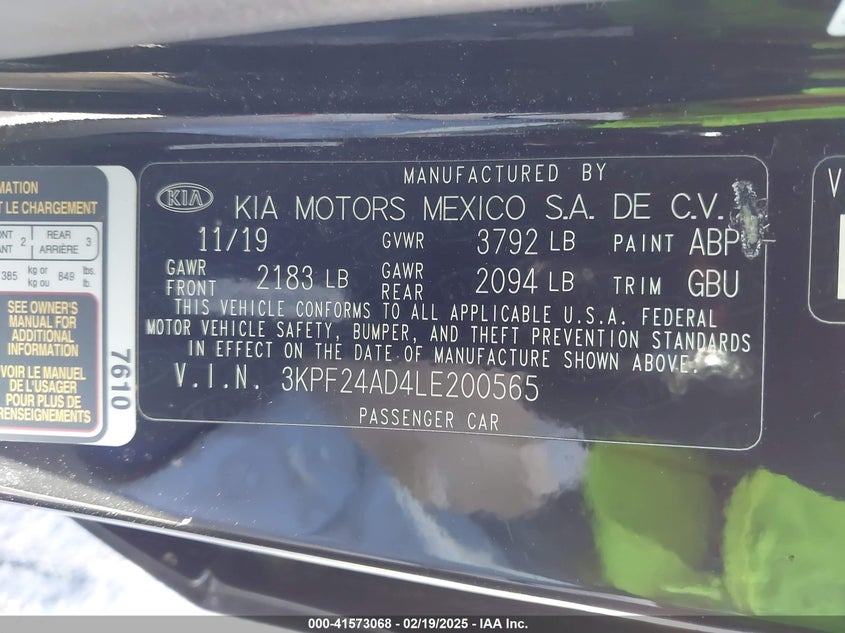 MATION
T LE CHARGEMENT
NT 2 REAR 3
ANT ARRIÈRE
385 kg or kg ou 849 lbs. lb.
SEE OWNER'S
MANUAL FOR
ADDITIONAL
INFORMATION
VOIR LE MANUEL
DE L'USAGER
POUR PLUS DE
RENSEIGNEMENTS
7610
MANUFACTURED BY
KIA KIA MOTORS MEXICO S.A. DE C.V.
11/19 GVWR 3792 LB PAINT ABP
GAWR FRONT 2183 LB GAWR REAR 2094 LB TRIM GBU
THIS VEHICLE CONFORMS TO ALL APPLICABLE U.S.A. FEDERAL
MOTOR VEHICLE SAFETY, BUMPER, AND THEFT PREVENTION STANDARDS
IN EFFECT ON THE DATE OF MANUFACTURE SHOWN ABOVE.
V.I.N. 3KPF24AD4LE200565
PASSENGER CAR
V
000-41573068 - 02/19/2025 - IAA Inc.